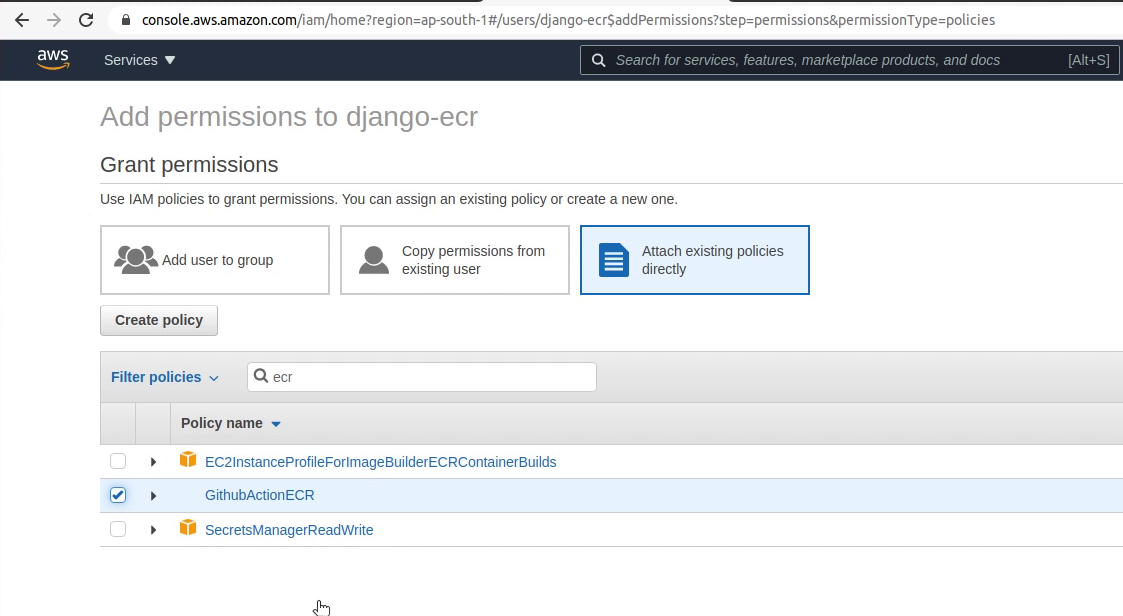 console.aws.amazon.com/iam/home?region=ap-south-1#/users/django-ecr$addPermissions?step=permissions&permissionType=policies
aws
Services
Search for services, features, marketplace products, and docs
[Alt+S]
Add permissions to django-ecr
Grant permissions
Use IAM policies to grant permissions. You can assign an existing policy or create a new one.
Add user to group
Copy permissions from
existing user
Attach existing policies
directly
Create policy
Filter policies
ecr
Policy name
EC2InstanceProfileForImageBuilderECRContainerBuilds
GithubActionECR
SecretsManagerReadWrite